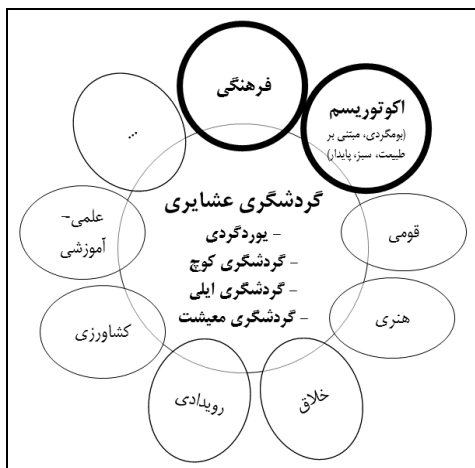 فرهنگی
اکوتوریسم
(بومگردی، مبتنی بر
طبیعت، سبز، پایدار)
...
گردشگری عشایری
- یوردگردی
- گردشگری کوچ
- گردشگری ایلی
- گردشگری معیشت
علمی-
آموزشی
قومی
هنری
کشاورزی
رویدادی
خلاق